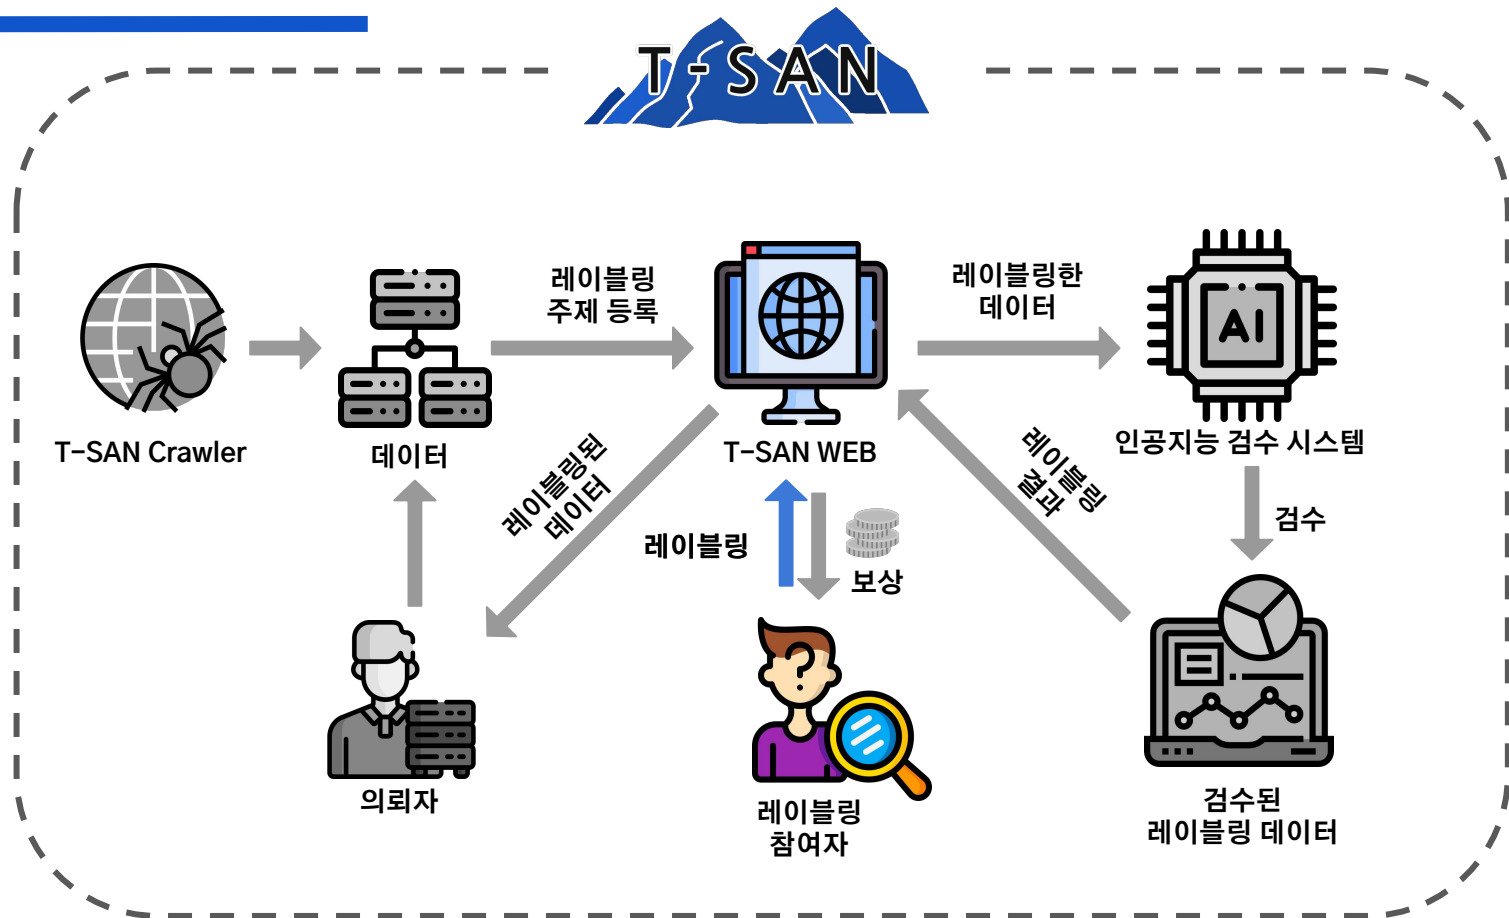 T-SAN
레이블링
주제 등록
레이블링한
데이터
AI
T-SAN Crawler
데이터
T-SAN WEB
인공지능 검수 시스템
레이블링된
데이터
레이블링
결과
레이블링
보상
검수
의뢰자
레이블링
참여자
검수된
레이블링 데이터